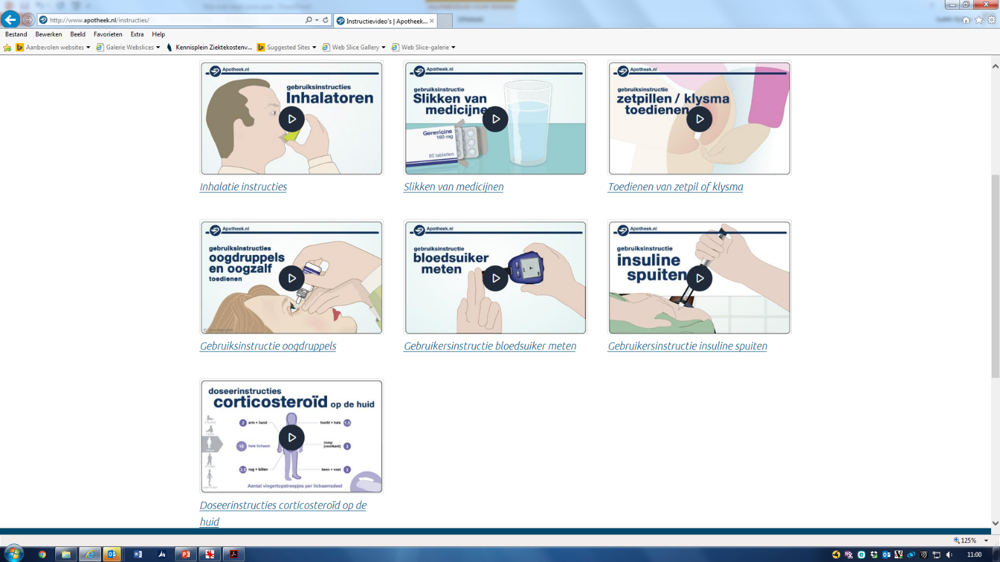 http://www.apotheek.nl/instructies/
Instructievideo's | Apotheek...
Bestand Bewerken Beeld Favorieten Extra Help
Aanbevolen websites Galerie Webslices Kennisplein Ziektekostenv... Suggested Sites Web Slice Gallery Web Slice-galerie
Apotheek.nl
gebruiksinstructies
Inhalatoren
Inhalatie instructies
Apotheek.nl
gebruiksinstructie
Slikken van
medicijne
Genericine
160 mg
60 tabletten
Slikken van medicijnen
Apotheek.nl
gebruiksinstructie
zetpillen / klysma
toedienen
Toedienen van zetpil of klysma
Apotheek.nl
gebruiksinstructies
oogdruppels
en oogzalf
toedienen
Gebruiksinstructie oogdruppels
Apotheek.nl
gebruiksinstructie
bloedsuiker
meten
Gebruikersinstructie bloedsuiker meten
Apotheek.nl
gebruiksinstructie
insuline
spuiten
Gebruikersinstructie insuline spuiten
doseerinstructies
corticosteroïd op de huid
2 arm + hand hoofd + hals 1,5
18 hele lichaam romp (voorkant) 3
3,5 rug + billen been + voet 3
Aantal vingertopstreepjes per lichaamsdeel
Doseerinstructies corticosteroïd op de
huid
125%
11:00